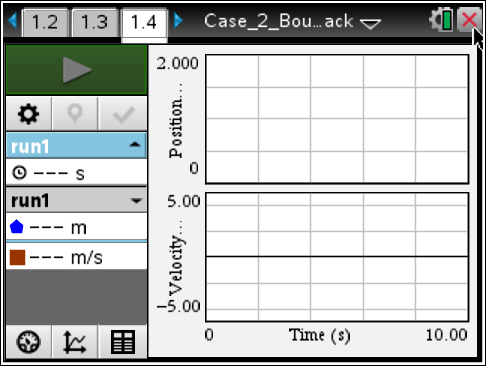 1.2 1.3 1.4 Case_2_Bou...ack
run1
--- s
run1
--- m
--- m/s
2.000
Position...
0
5.00
Velocity...
-5.00
0 Time (s) 10.00